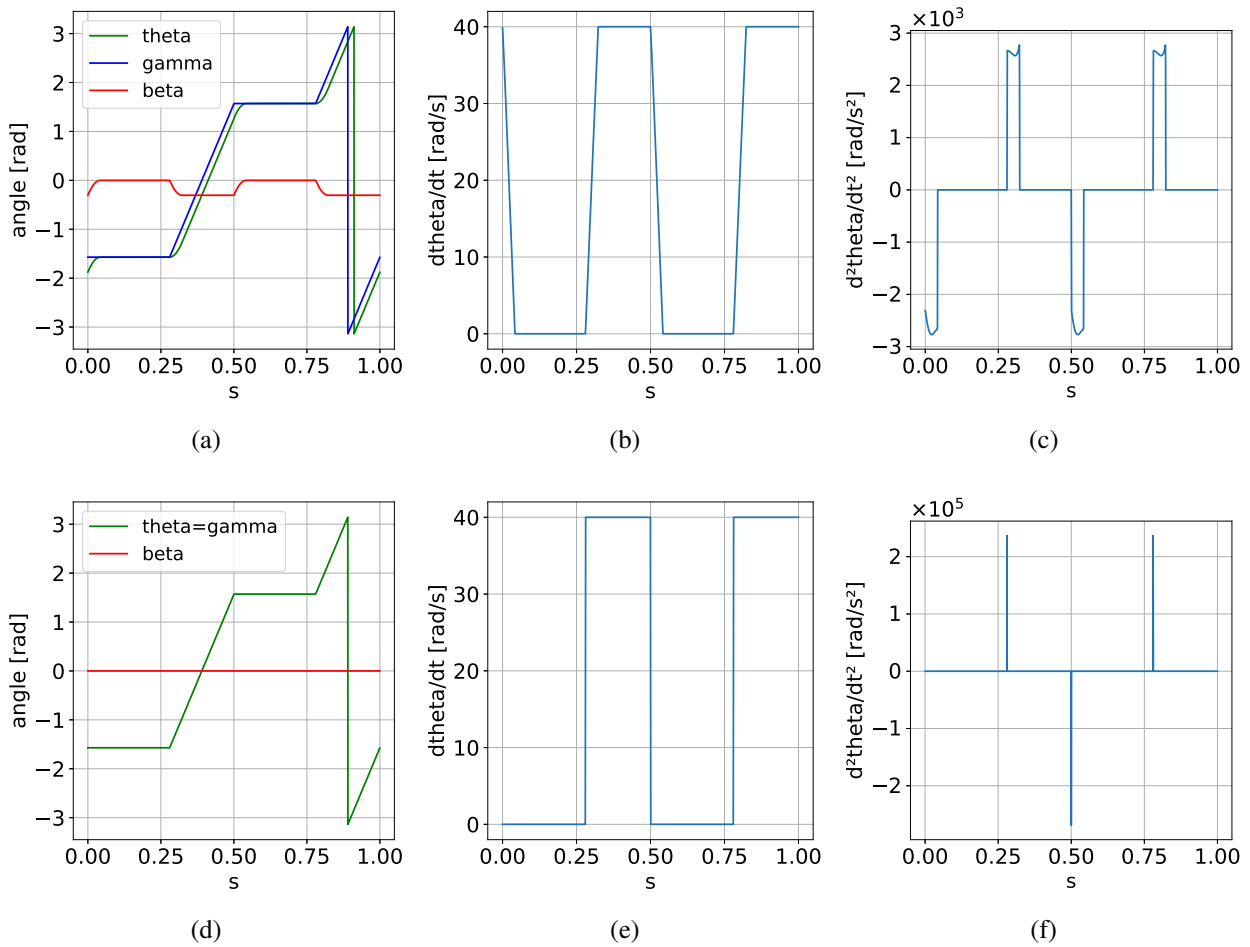 angle [rad]
3
2
1
0
−1
−2
−3
theta
gamma
beta
0.00 0.25 0.50 0.75 1.00
s
(a)
dtheta/dt [rad/s]
40
30
20
10
0
0.00 0.25 0.50 0.75 1.00
s
(b)
×10³
d²theta/dt² [rad/s²]
3
2
1
0
−1
−2
−3
0.00 0.25 0.50 0.75 1.00
s
(c)
angle [rad]
3
2
1
0
−1
−2
−3
theta=gamma
beta
0.00 0.25 0.50 0.75 1.00
s
(d)
dtheta/dt [rad/s]
40
30
20
10
0
0.00 0.25 0.50 0.75 1.00
s
(e)
×10⁵
d²theta/dt² [rad/s²]
2
1
0
−1
−2
0.00 0.25 0.50 0.75 1.00
s
(f)